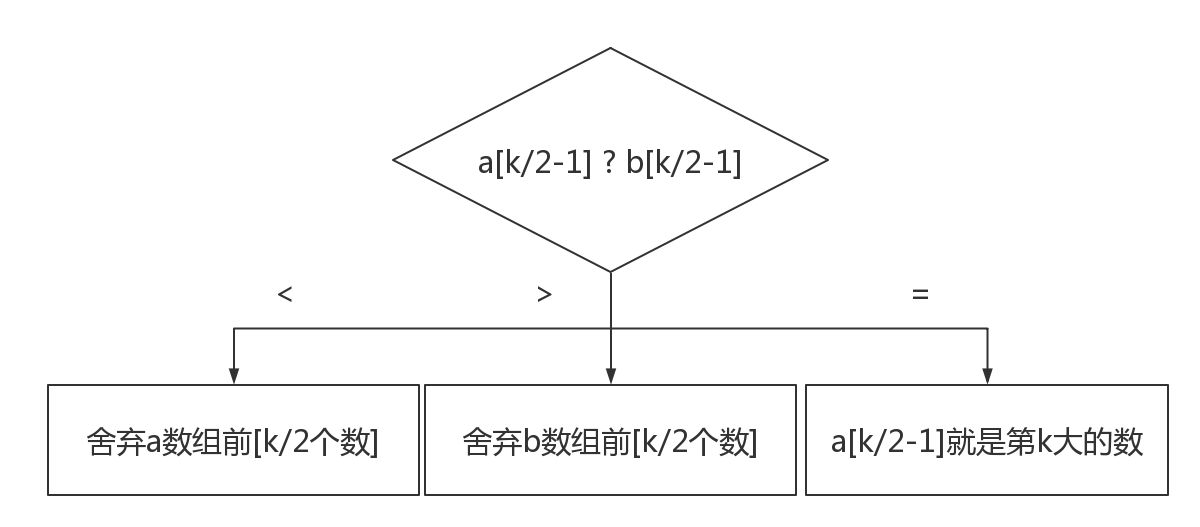 a[k/2-1] ? b[k/2-1]
<
>
=
舍弃a数组前[k/2个数]
舍弃b数组前[k/2个数]
a[k/2-1]就是第k大的数